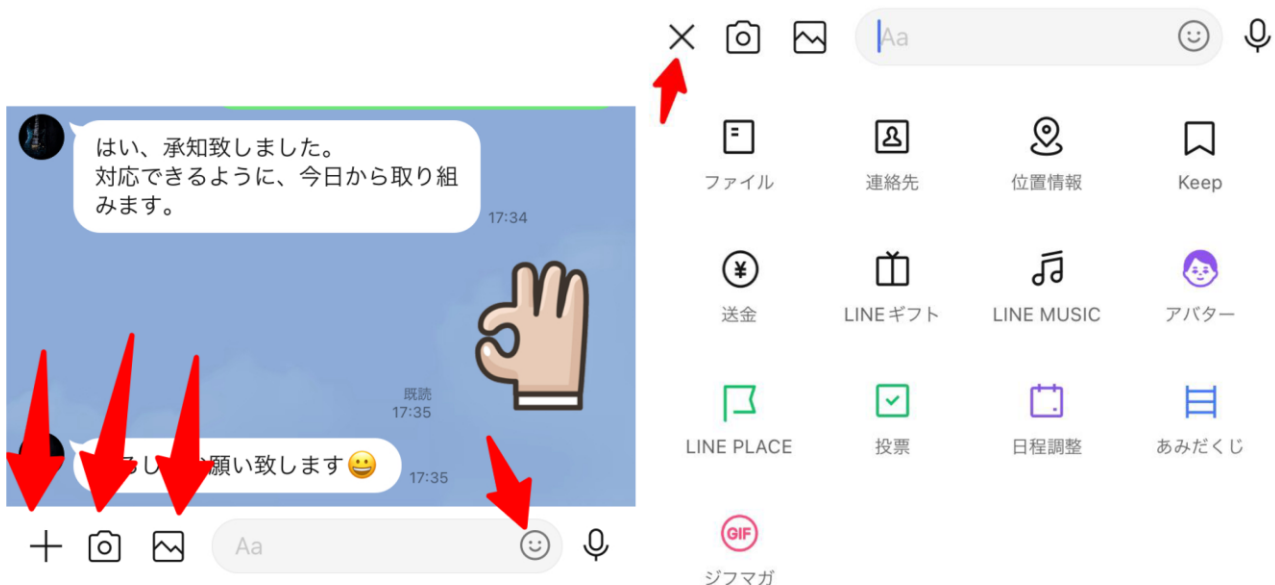 はい、承知致しました。
対応できるように、今日から取り組
みます。
17:34
既読
17:35
願い致します😀
17:35
Aa
Aa
ファイル
連絡先
位置情報
Keep
¥
送金
LINEギフト
LINE MUSIC
アバター
LINE PLACE
投票
日程調整
あみだくじ
GIF
ジフマガ